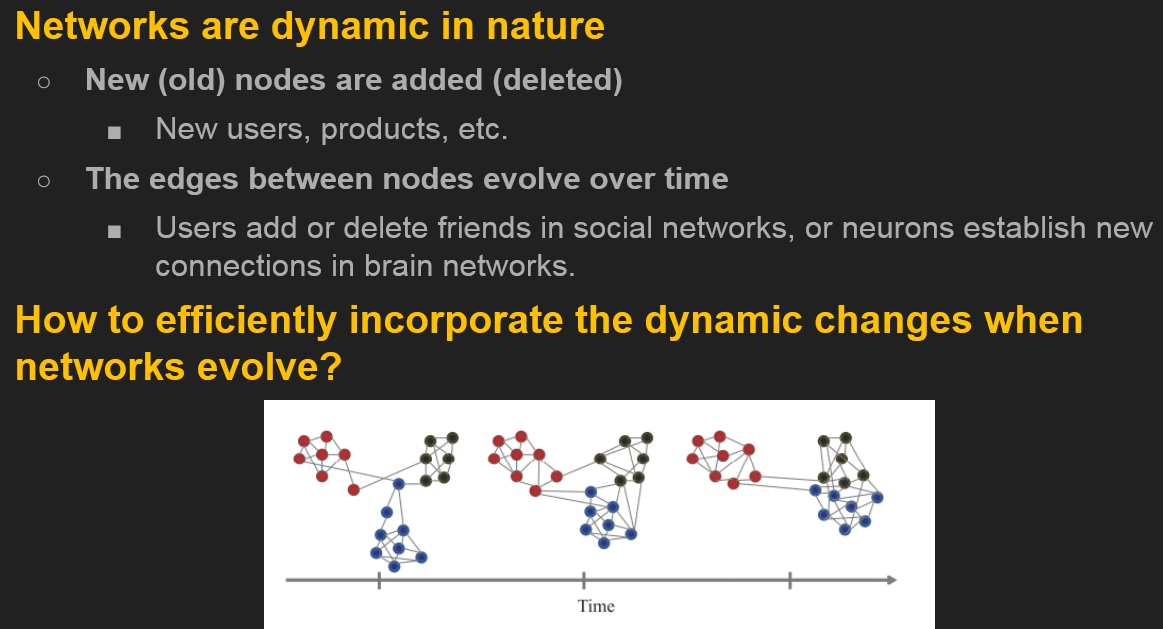 Networks are dynamic in nature
○ New (old) nodes are added (deleted)
■ New users, products, etc.
○ The edges between nodes evolve over time
■ Users add or delete friends in social networks, or neurons establish new
connections in brain networks.
How to efficiently incorporate the dynamic changes when
networks evolve?
Time